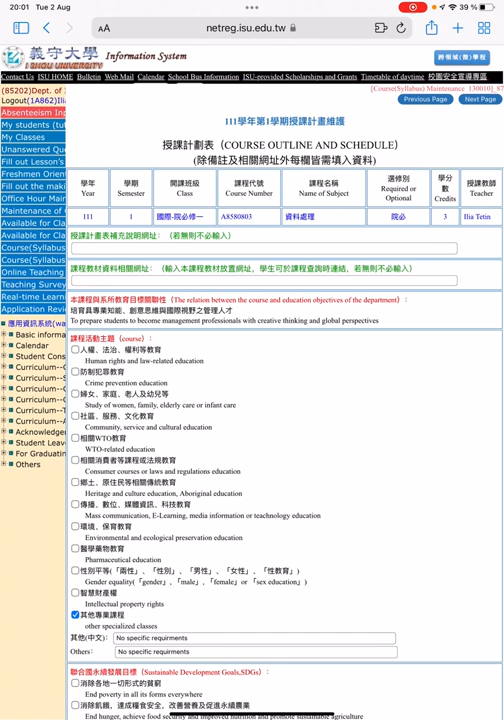 20:01 Tue 2 Aug
39 %
AA
netreg.isu.edu.tw
義守大學 Information System
I-SHOU UNIVERSITY
跨領域(微)學程
Contact Us ISU HOME Bulletin Web Mail Calendar School Bus Information ISU-provided Scholarships and Grants Timetable of daytime 校園安全宣導專區
(85202)Dept. of I
Logout(1A862)Ilia
Absenteeism Inp
My students (tut
My Classes
Unanswered Que
Fill out Lesson's
Freshmen Orien
Fill out the maki
Office Hour Main
Maintenance of
Available for Cla
Available for Cla
Course(Syllabus
Course(Syllabus
Online Teaching
Teaching Survey
Real-time Learni
Application Revie
應用資訊系統(wa
Basic informa
Calendar
Student Cons
Curriculum--C
Curriculum--S
Curriculum--C
Curriculum--C
Curriculum--T
Curriculum--A
Acknowledge
Student Leav
For Graduatin
Others
[Course(Syllabus) Maintenance 130010]_87
Previous Page Next Page
111學年第1學期授課計畫維護
授課計劃表（COURSE OUTLINE AND SCHEDULE）
(除備註及相關網址外每欄皆需填入資料)
學年 Year 學期 Semester 開課班級 Class 課程代號 Course Number 課程名稱 Name of Subject 選修別 Required or Optional 學分數 Credits 授課教師 Teacher
111 1 國際-院必修一 A8580803 資料處理 院必 3 Ilia Tetin
授課計劃表補充說明網址：（若無則不必輸入）
課程教材資料相關網址：（輸入本課程教材放置網址，學生可於課程查詢時連結，若無則不必輸入）
本課程與系所教育目標關聯性（The relation between the course and education objectives of the department）:
培育具專業知能、創意思維與國際視野之管理人才
To prepare students to become management professionals with creative thinking and global perspectives
課程活動主題（course）:
人權、法治、權利等教育
Human rights and law-related education
防制犯罪教育
Crime prevention education
婦女、家庭、老人及幼兒等
Study of women, family, elderly care or infant care
社區、服務、文化教育
Community, service and cultural education
相關WTO教育
WTO-related education
相關消費者等課程或法規教育
Consumer courses or laws and regulations education
鄉土、原住民等相關傳統教育
Heritage and culture education, Aboriginal education
傳播、數位、媒體資訊、科技教育
Mass communication, E-Learning, media information or teachnology education
環境、保育教育
Environmental and ecological preservation education
醫學藥物教育
Pharmaceutical education
性別平等(「兩性」、「性別」、「男性」、「女性」、「性教育」)
Gender equality(「gender」,「male」,「female」or 「sex education」)
智慧財產權
Intellectual property rights
其他專業課程
other specialized classes
其他(中文): No specific requirments
Others: No specific requirments
聯合國永續發展目標（Sustainable Development Goals,SDGs）:
消除各地一切形式的貧窮
End poverty in all its forms everywhere
消除飢餓，達成糧食安全，改善營養及促進永續農業
End hunger, achieve food security and improved nutrition and promote sustainable agriculture